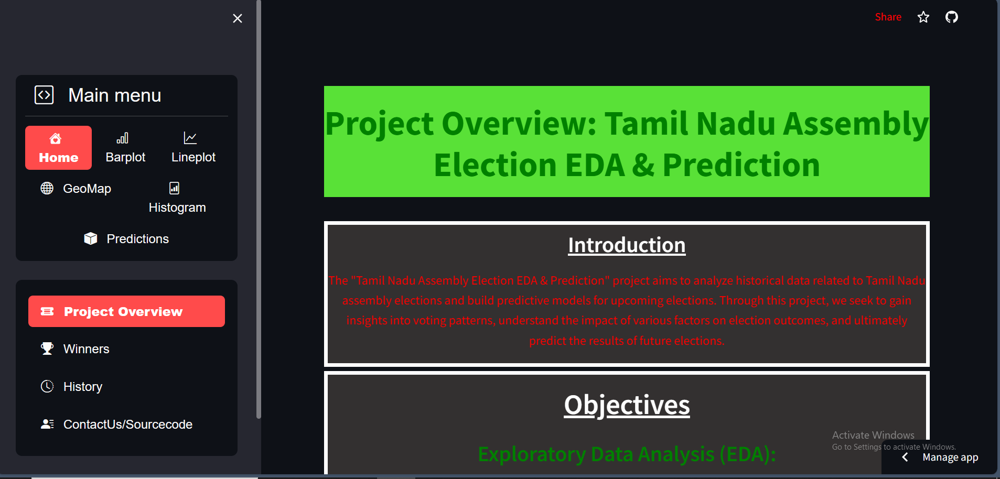 Share
Main menu
Home
Barplot
Lineplot
GeoMap
Histogram
Predictions
Project Overview
Winners
History
ContactUs/Sourcecode
Project Overview: Tamil Nadu Assembly
Election EDA & Prediction
Introduction
The "Tamil Nadu Assembly Election EDA & Prediction" project aims to analyze historical data related to Tamil Nadu
assembly elections and build predictive models for upcoming elections. Through this project, we seek to gain
insights into voting patterns, understand the impact of various factors on election outcomes, and ultimately
predict the results of future elections.
Objectives
Exploratory Data Analysis (EDA):
Activate Windows
Go to Settings to activate Windows.
Manage app